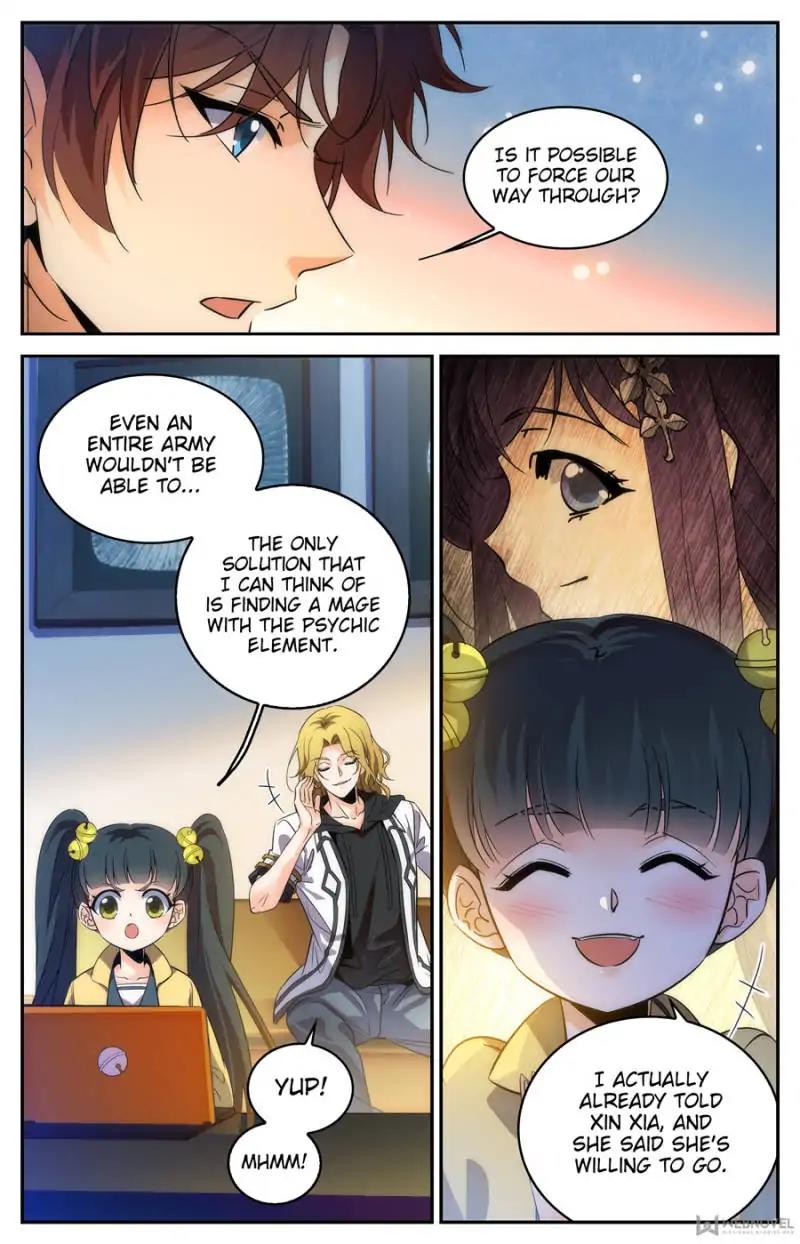 IS IT POSSIBLE
TO FORCE OUR
WAY THROUGH?
EVEN AN
ENTIRE ARMY
WOULDN'T BE
ABLE TO...
THE ONLY
SOLUTION THAT
I CAN THINK OF
IS FINDING A MAGE
WITH THE PSYCHIC
ELEMENT.
YUP!
MHMM!
I ACTUALLY
ALREADY TOLD
XIN XIA, AND
SHE SAID SHE'S
WILLING TO GO.
WEBNOVEL